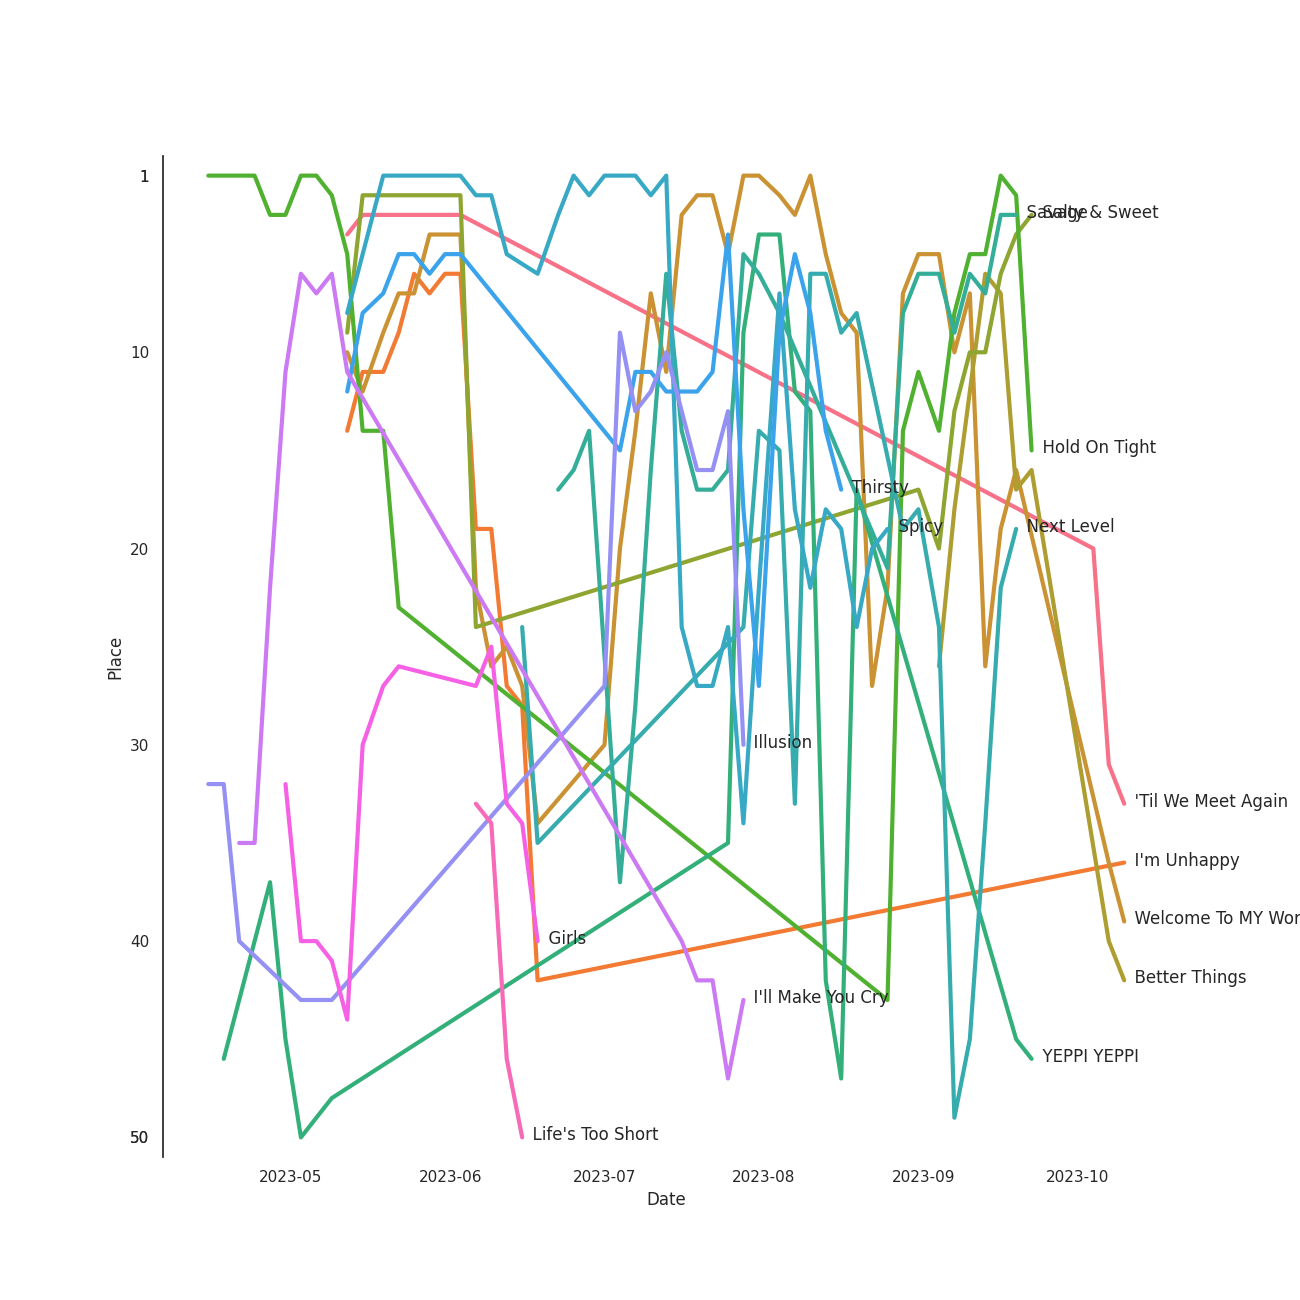 1
10
20
30
40
50
Place
2023-05
2023-06
2023-07
2023-08
2023-09
2023-10
Date
Savage
Salty & Sweet
Hold On Tight
Thirsty
Spicy
Next Level
Illusion
'Til We Meet Again
I'm Unhappy
Welcome To MY Wor
Girls
Better Things
I'll Make You Cry
YEPPI YEPPI
Life's Too Short